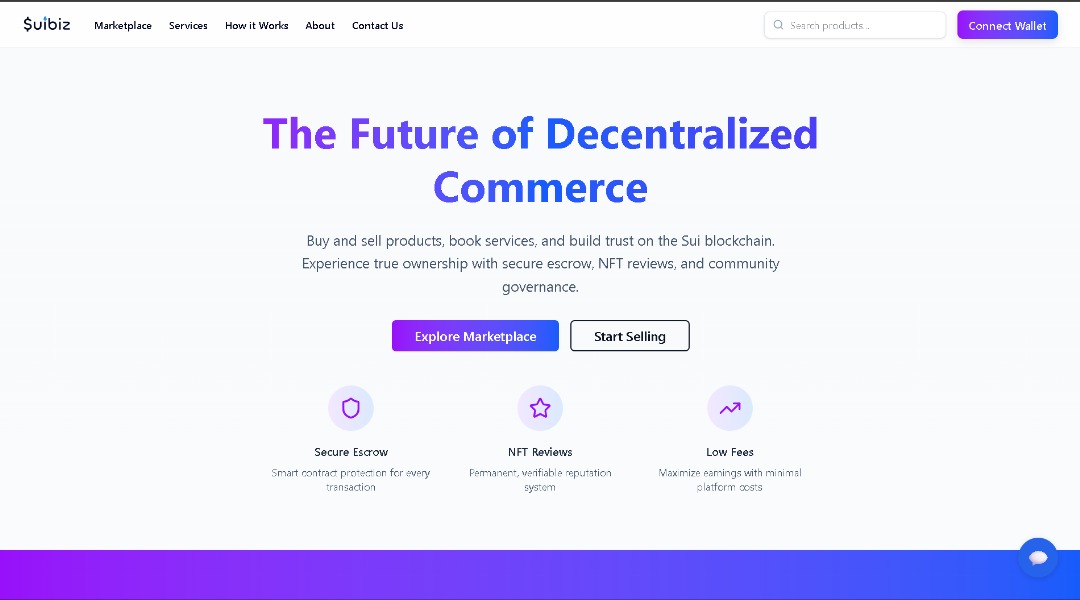 $uibiz Marketplace Services How it Works About Contact Us Search products... Connect Wallet
The Future of Decentralized
Commerce
Buy and sell products, book services, and build trust on the Sui blockchain.
Experience true ownership with secure escrow, NFT reviews, and community
governance.
Explore Marketplace Start Selling
Secure Escrow NFT Reviews Low Fees
Smart contract protection for every Permanent, verifiable reputation Maximize earnings with minimal
transaction system platform costs